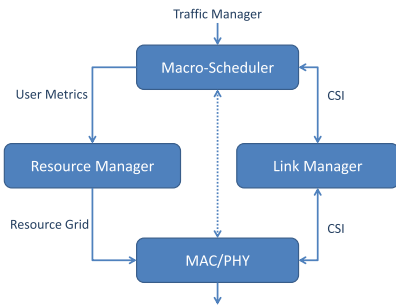 Traffic Manager
Macro-Scheduler
User Metrics
CSI
Resource Manager
Link Manager
Resource Grid
CSI
MAC/PHY